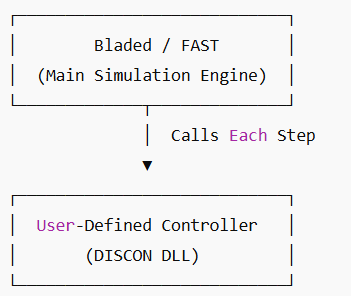 Bladed / FAST
(Main Simulation Engine)
Calls Each Step
User-Defined Controller
(DISCON DLL)